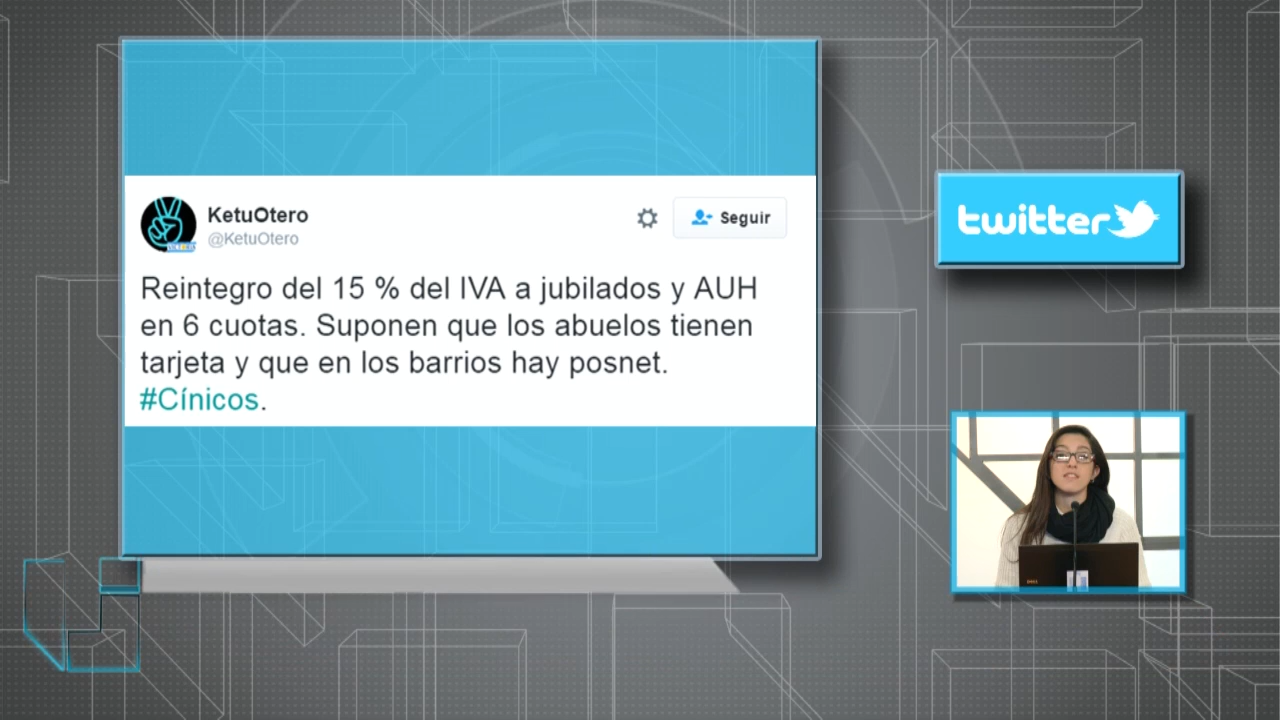 KetuOtero
@KetuOtero
Seguir
Reintegro del 15 % del IVA a jubilados y AUH
en 6 cuotas. Suponen que los abuelos tienen
tarjeta y que en los barrios hay posnet.
#Cínicos.
twitter